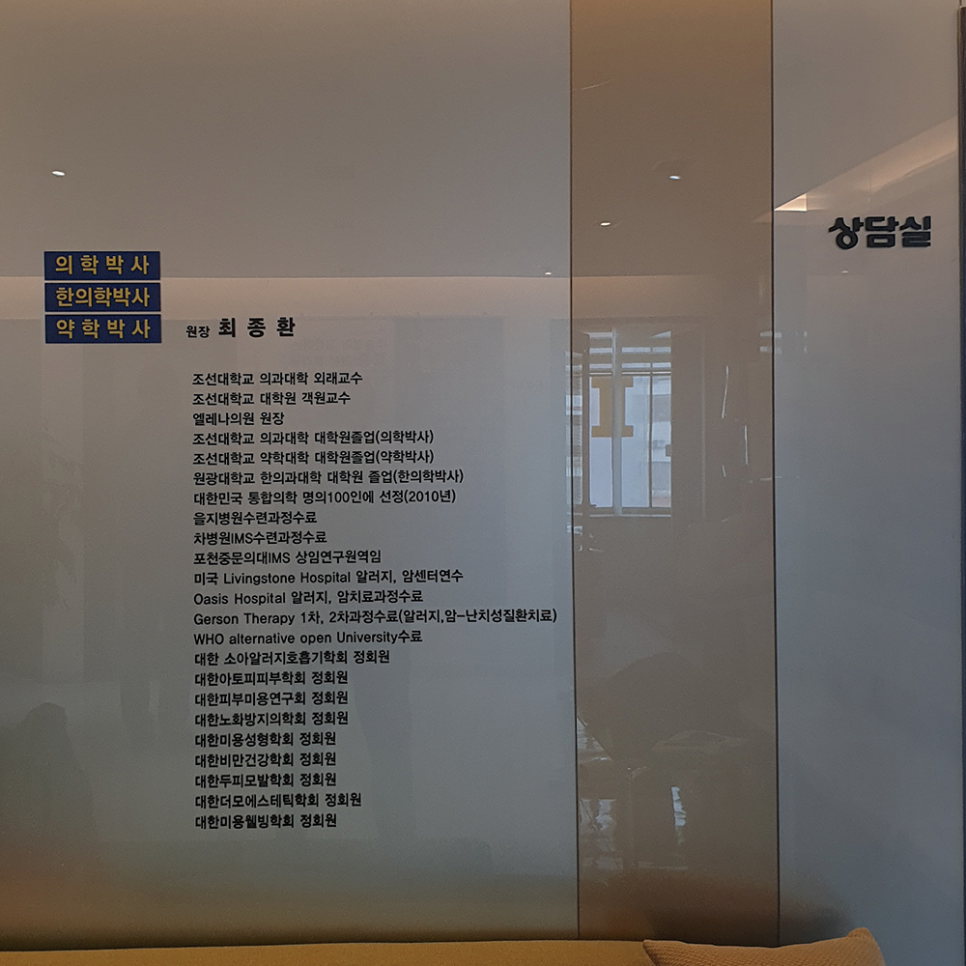 의학박사
한의학박사
약학박사
원장 최종환
조선대학교 의과대학 외래교수
조선대학교 대학원 객원교수
엘레나의원 원장
조선대학교 의과대학 대학원졸업(의학박사)
조선대학교 약학대학 대학원졸업(약학박사)
원광대학교 한의과대학 대학원 졸업(한의학박사)
대한민국 통합의학 명의100인에 선정(2010년)
을지병원수련과정수료
차병원IMS수련과정수료
포천중문의대IMS 상임연구원역임
미국 Livingstone Hospital 알러지, 암센터연수
Oasis Hospital 알러지, 암치료과정수료
Gerson Therapy 1차, 2차과정수료(알러지,암-난치성질환치료)
WHO alternative open University수료
대한 소아알러지호흡기학회 정회원
대한아토피피부학회 정회원
대한피부미용연구회 정회원
대한노화방지의학회 정회원
대한미용성형학회 정회원
대한비만건강학회 정회원
대한두피모발학회 정회원
대한더모에스테틱학회 정회원
대한미용웰빙학회 정회원
상담실